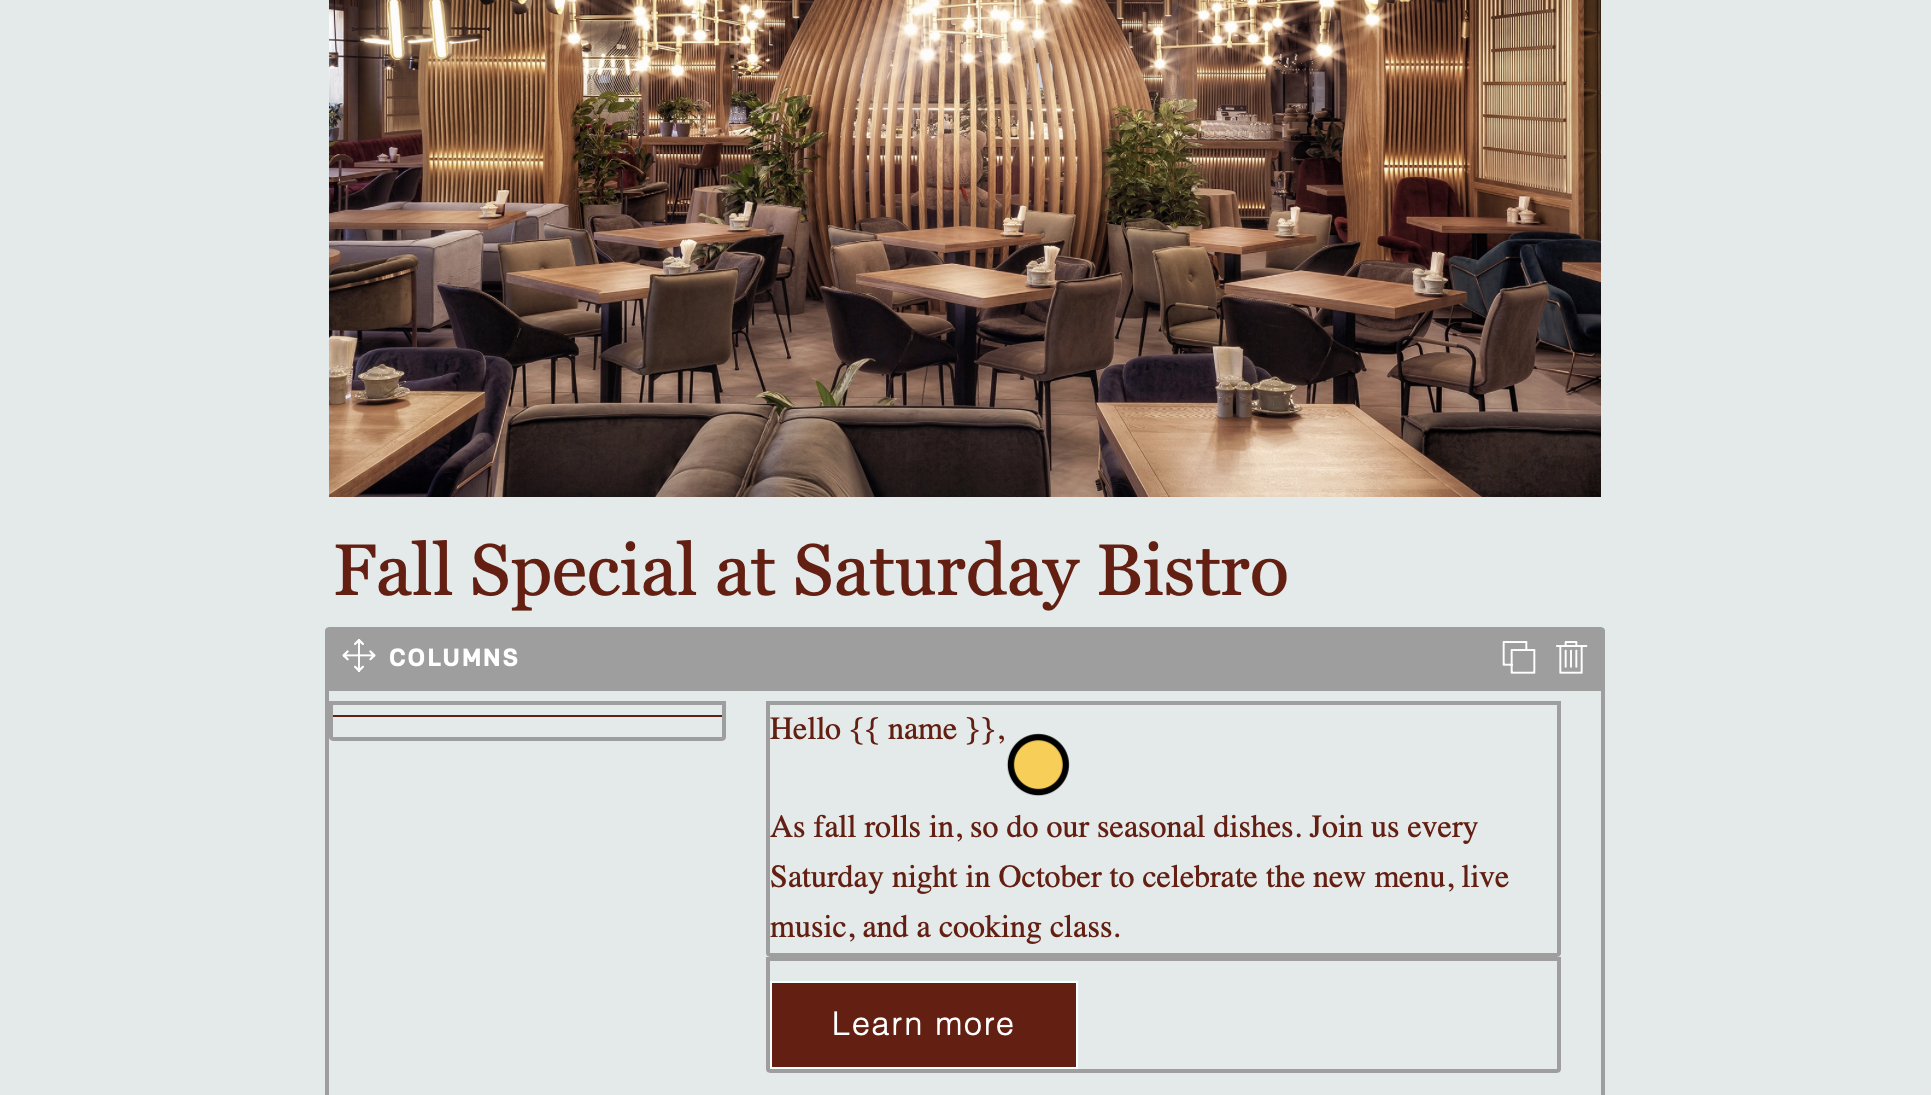 Fall Special at Saturday Bistro
COLUMNS
Hello {{ name }},
As fall rolls in, so do our seasonal dishes. Join us every
Saturday night in October to celebrate the new menu, live
music, and a cooking class.
Learn more